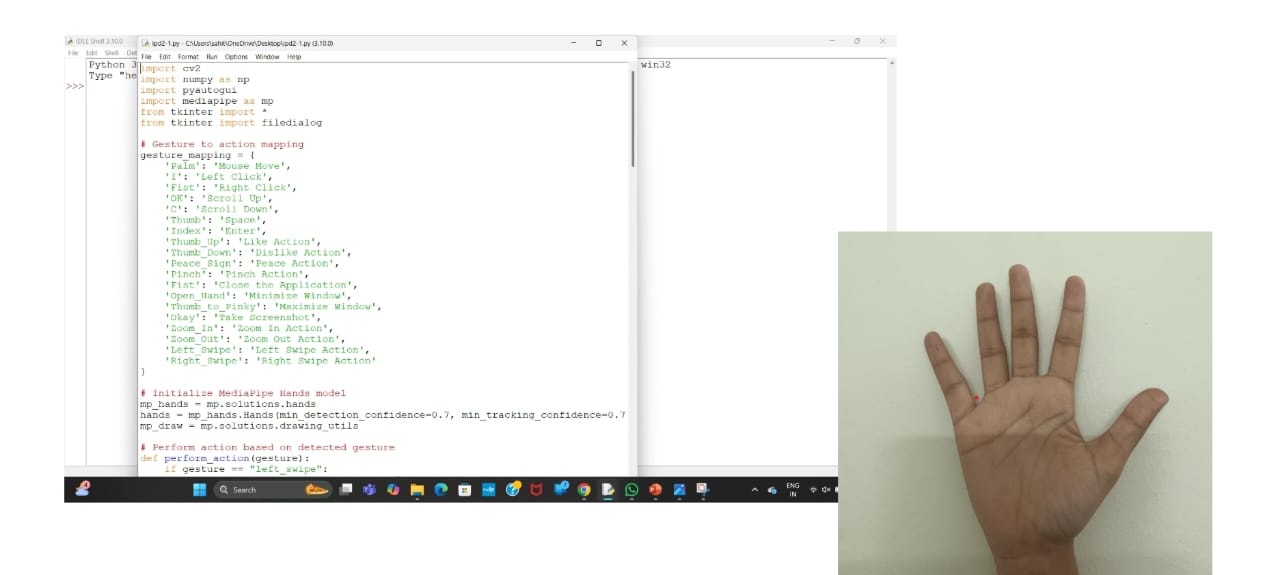 IDLE Shell 3.10.0
File Edit Shell Deb
Python 3
Type "he
>>>
win32
ipd2-1.py - C:\Users\sahit\OneDrive\Desktop\ipd2-1.py (3.10.0)
File Edit Format Run Options Window Help
import cv2
import numpy as np
import pyautogui
import mediapipe as mp
from tkinter import *
from tkinter import filedialog
# Gesture to action mapping
gesture_mapping = {
'Palm': 'Mouse Move',
'I': 'Left Click',
'Fist': 'Right Click',
'OK': 'Scroll Up',
'C': 'Scroll Down',
'Thumb': 'Space',
'Index': 'Enter',
'Thumb_Up': 'Like Action',
'Thumb_Down': 'Dislike Action',
'Peace_Sign': 'Peace Action',
'Pinch': 'Pinch Action',
'Fist': 'Close the Application',
'Open_Hand': 'Minimize Window',
'Thumb_to_Pinky': 'Maximize Window',
'Okay': 'Take Screenshot',
'Zoom_In': 'Zoom In Action',
'Zoom_Out': 'Zoom Out Action',
'Left_Swipe': 'Left Swipe Action',
'Right_Swipe': 'Right Swipe Action'
}
# Initialize MediaPipe Hands model
mp_hands = mp.solutions.hands
hands = mp_hands.Hands(min_detection_confidence=0.7, min_tracking_confidence=0.7
mp_draw = mp.solutions.drawing_utils
# Perform action based on detected gesture
def perform_action(gesture):
if gesture == "left_swipe":
Search
ENG
IN